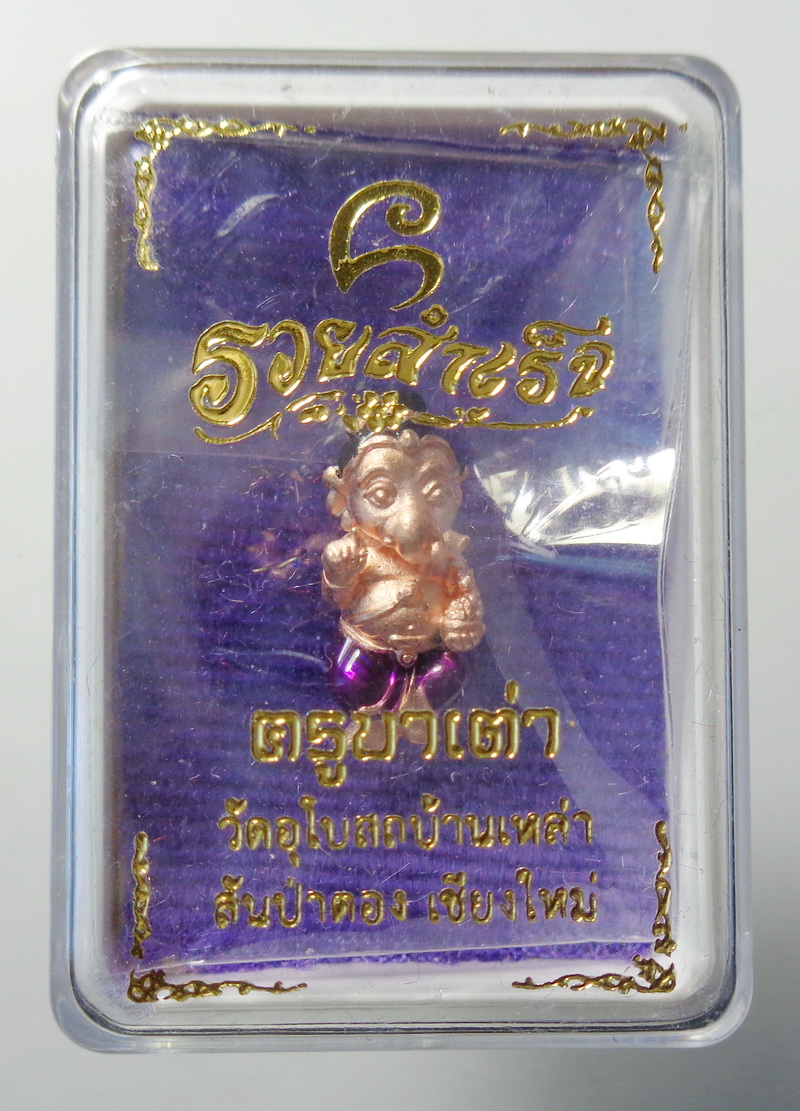 รวยสำเร็จ
ครูบาเต่า
วัดอุโบสถบ้านเหล่า
สันป่าตอง เชียงใหม่